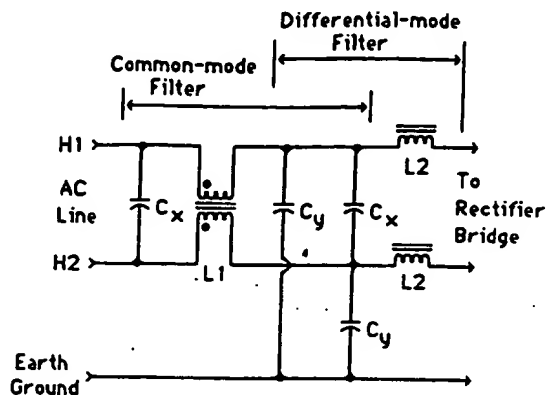 Differential-mode
Filter
Common-mode
Filter
H1
L2
AC
Line
Cx
Cy
Cx
To
Rectifier
Bridge
H2
L1
L2
Cy
Earth
Ground